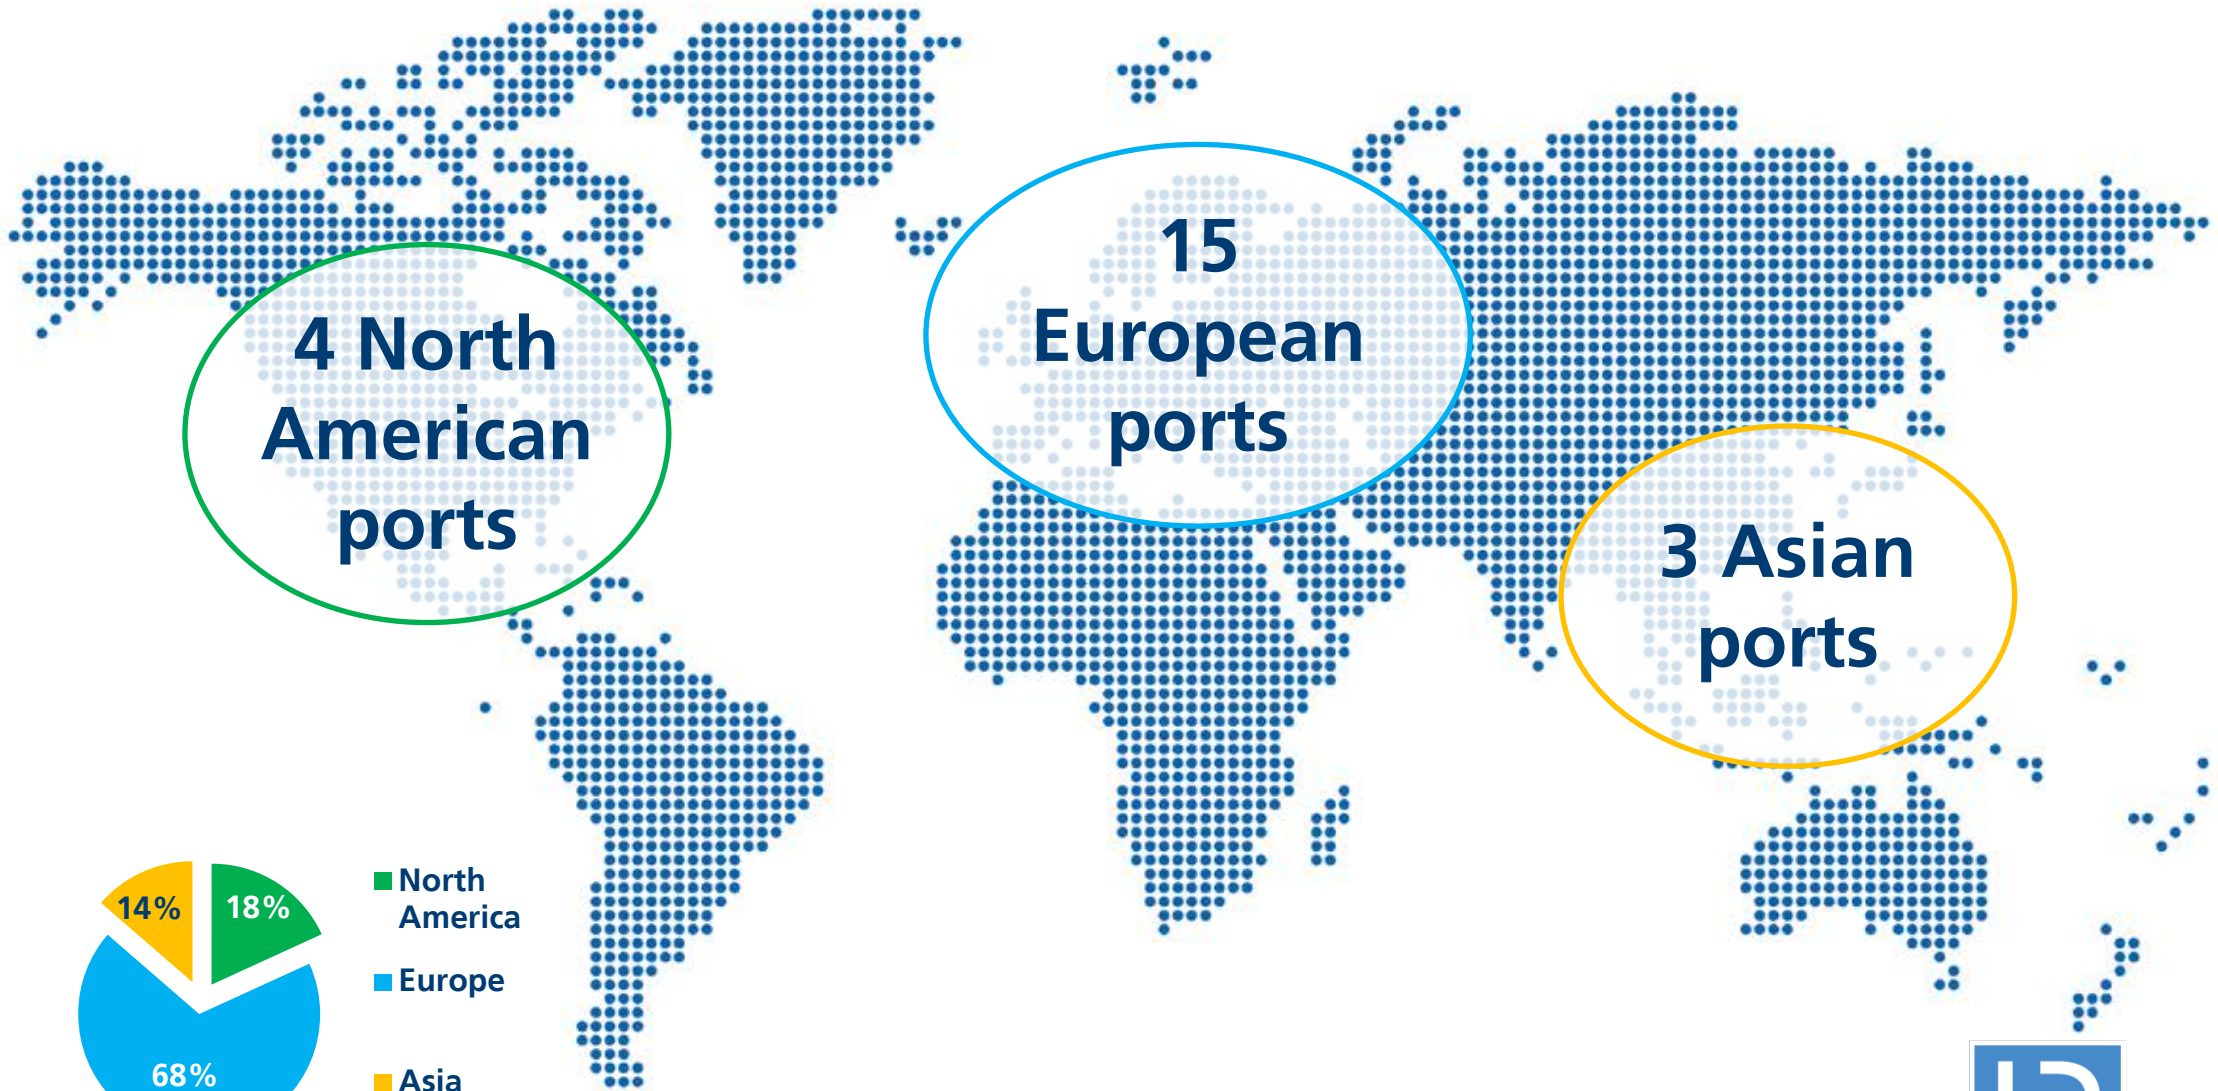 15
European
ports
4 North
American
ports
3 Asian
ports
14%
18%
68%
North
America
Europe
Asia